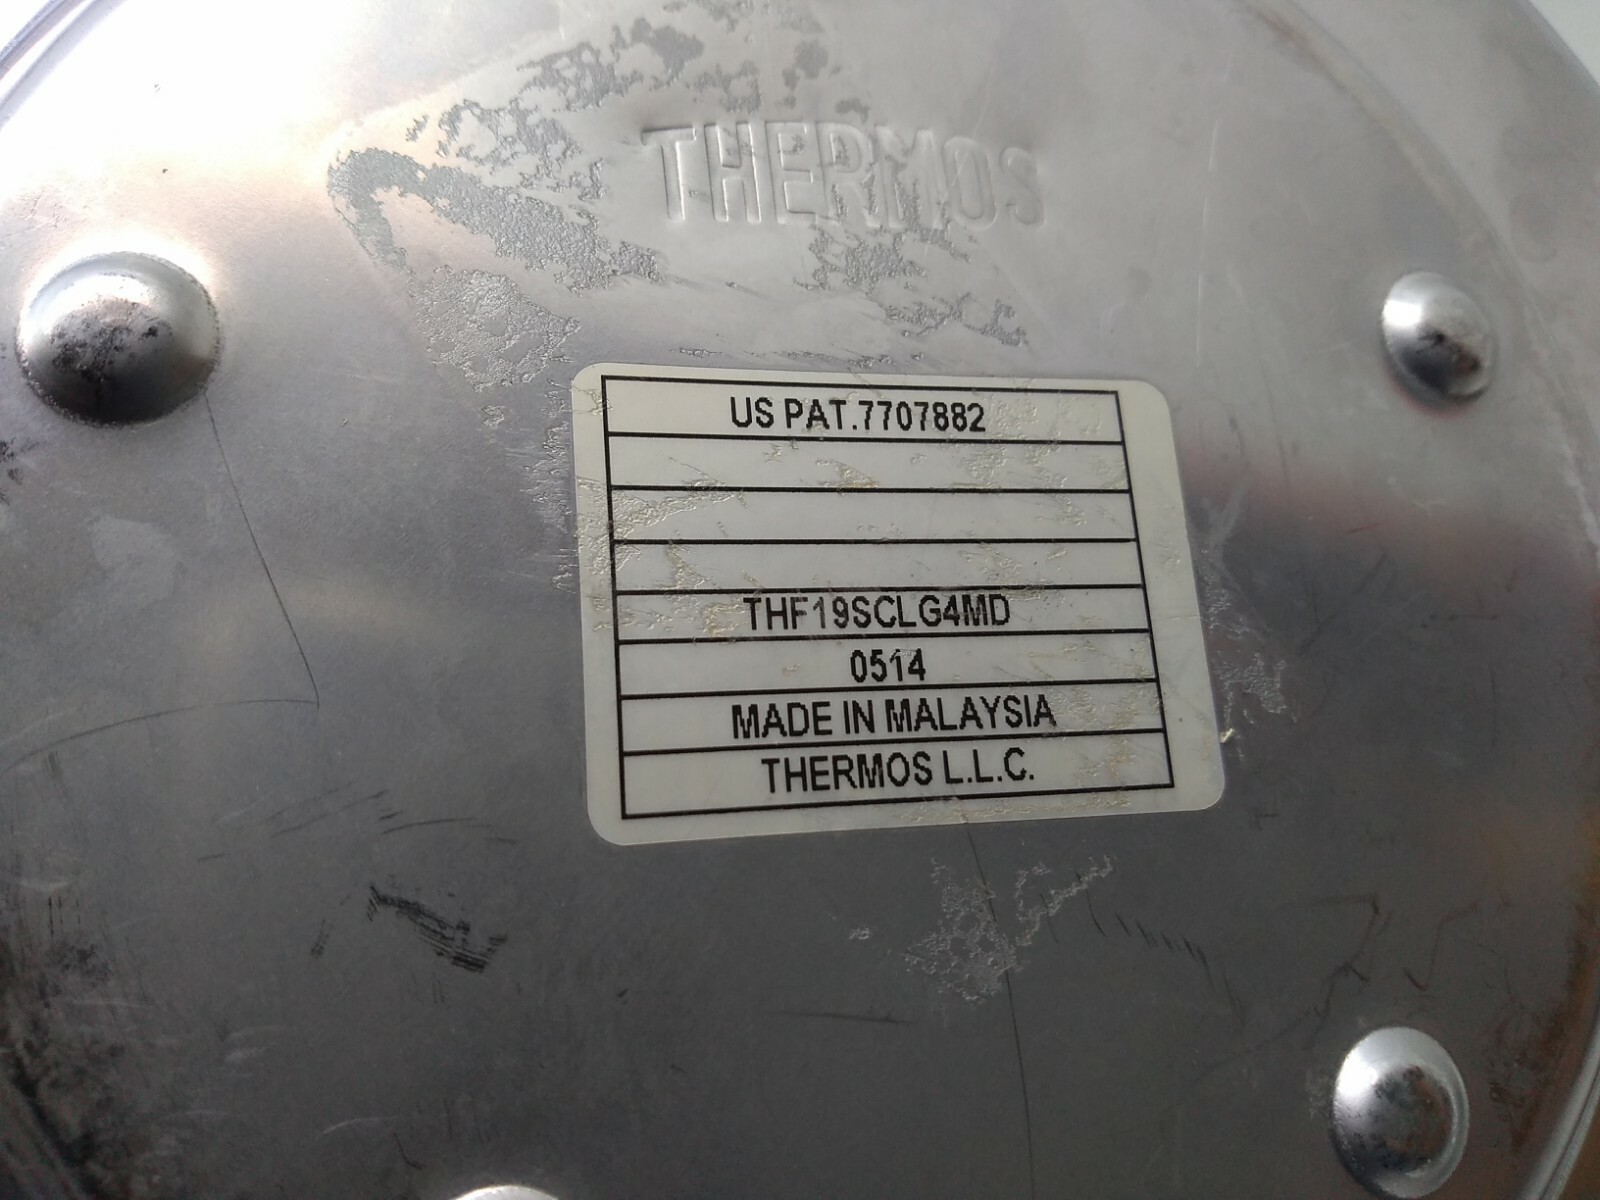 THERMOS
US PAT.7707882
THF19SCLG4MD
0514
MADE IN MALAYSIA
THERMOS L.L.C.